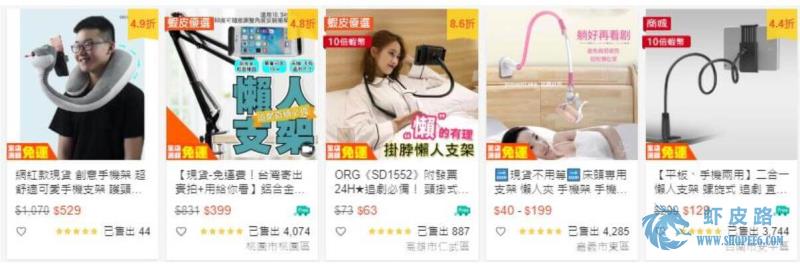 4.9折
網紅款現貨 創意手機架 超
舒適可愛手機支架 護頸…
$1,070 $529
已售出 44
蝦皮優選
4.8折
懶人
支架
免運
【現貨-免運費！台灣寄出
實拍+用給你看】鋁合金…
$831 $399
已售出 4,074
桃園市桃園區
蝦皮優選
10倍蝦幣
8.6折
“懶”的有理
掛脖懶人支架
免運
ORG《SD1552》附發票
24H★追劇必備！ 頸掛式…
$73 $63
已售出 887
高雄市仁武區
躺好再看劇
免運
現貨不用等 床頭專用
支架 懶人夾 手機架 手機…
$40 - $199
已售出 4,285
嘉義市東區
商城
10倍蝦幣
4.4折
免運
【平板、手機兩用】二合一
懶人支架 螺旋式 追劇 直…
已售出 3,744
虾皮路
WWW.SHOPEE6.COM